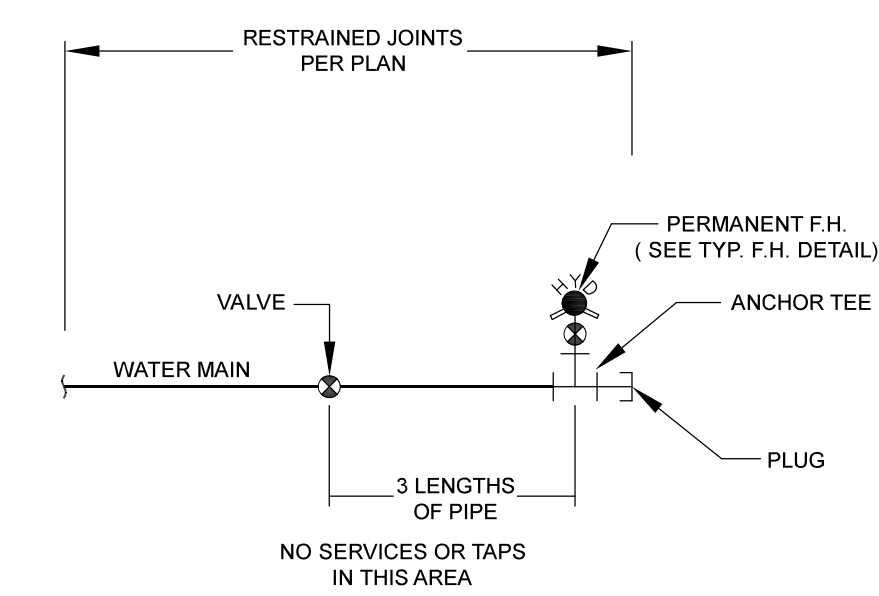 RESTRAINED JOINTS
PER PLAN
PERMANENT F.H.
( SEE TYP. F.H. DETAIL)
HYD
VALVE
ANCHOR TEE
WATER MAIN
PLUG
3 LENGTHS
OF PIPE
NO SERVICES OR TAPS
IN THIS AREA